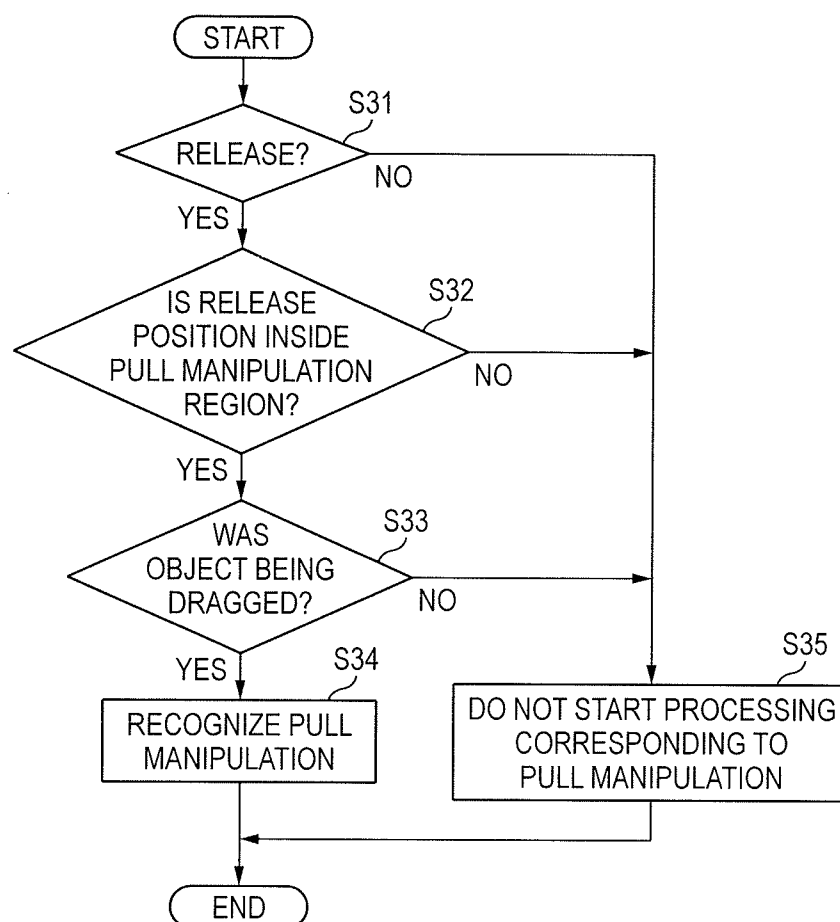 START
S31
RELEASE?
NO
YES
S32
IS RELEASE
POSITION INSIDE
PULL MANIPULATION
REGION?
NO
YES
S33
WAS
OBJECT BEING
DRAGGED?
NO
YES
S34
RECOGNIZE PULL
MANIPULATION
S35
DO NOT START PROCESSING
CORRESPONDING TO
PULL MANIPULATION
END